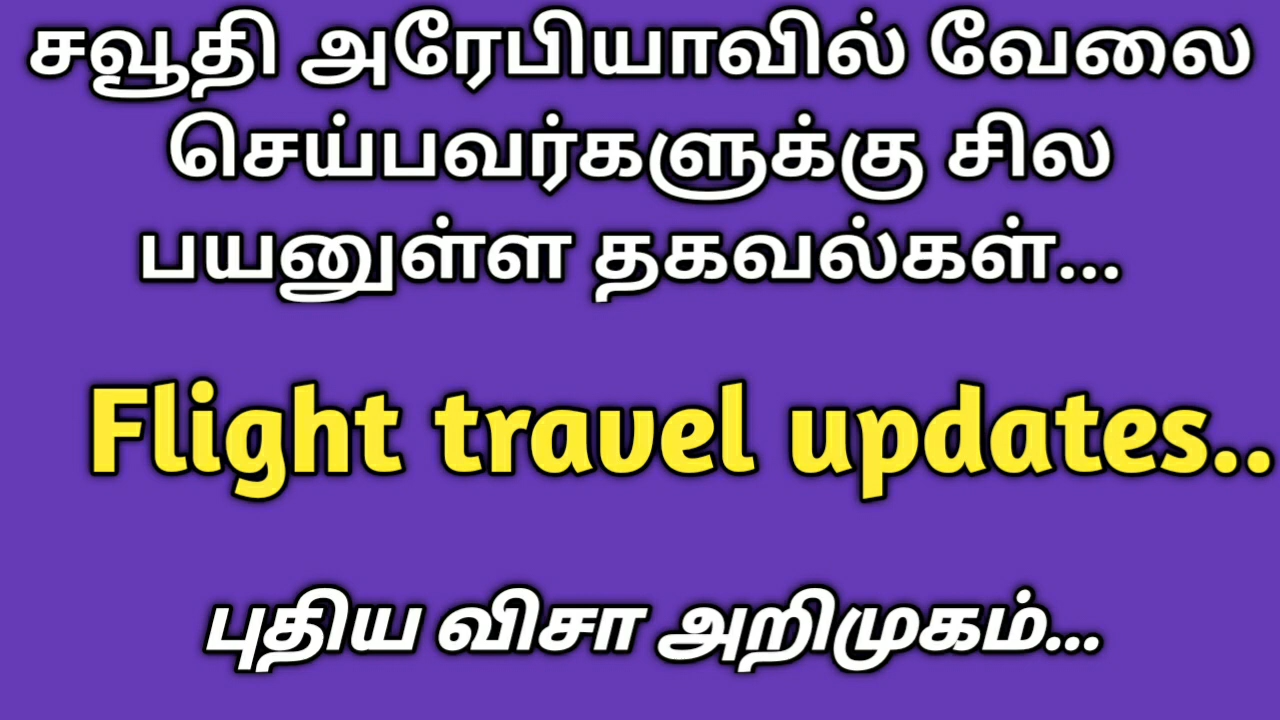 சவூதி அரேபியாவில் வேலை
செய்பவர்களுக்கு சில
பயனுள்ள தகவல்கள்...
Flight travel updates..
புதிய விசா அறிமுகம்...